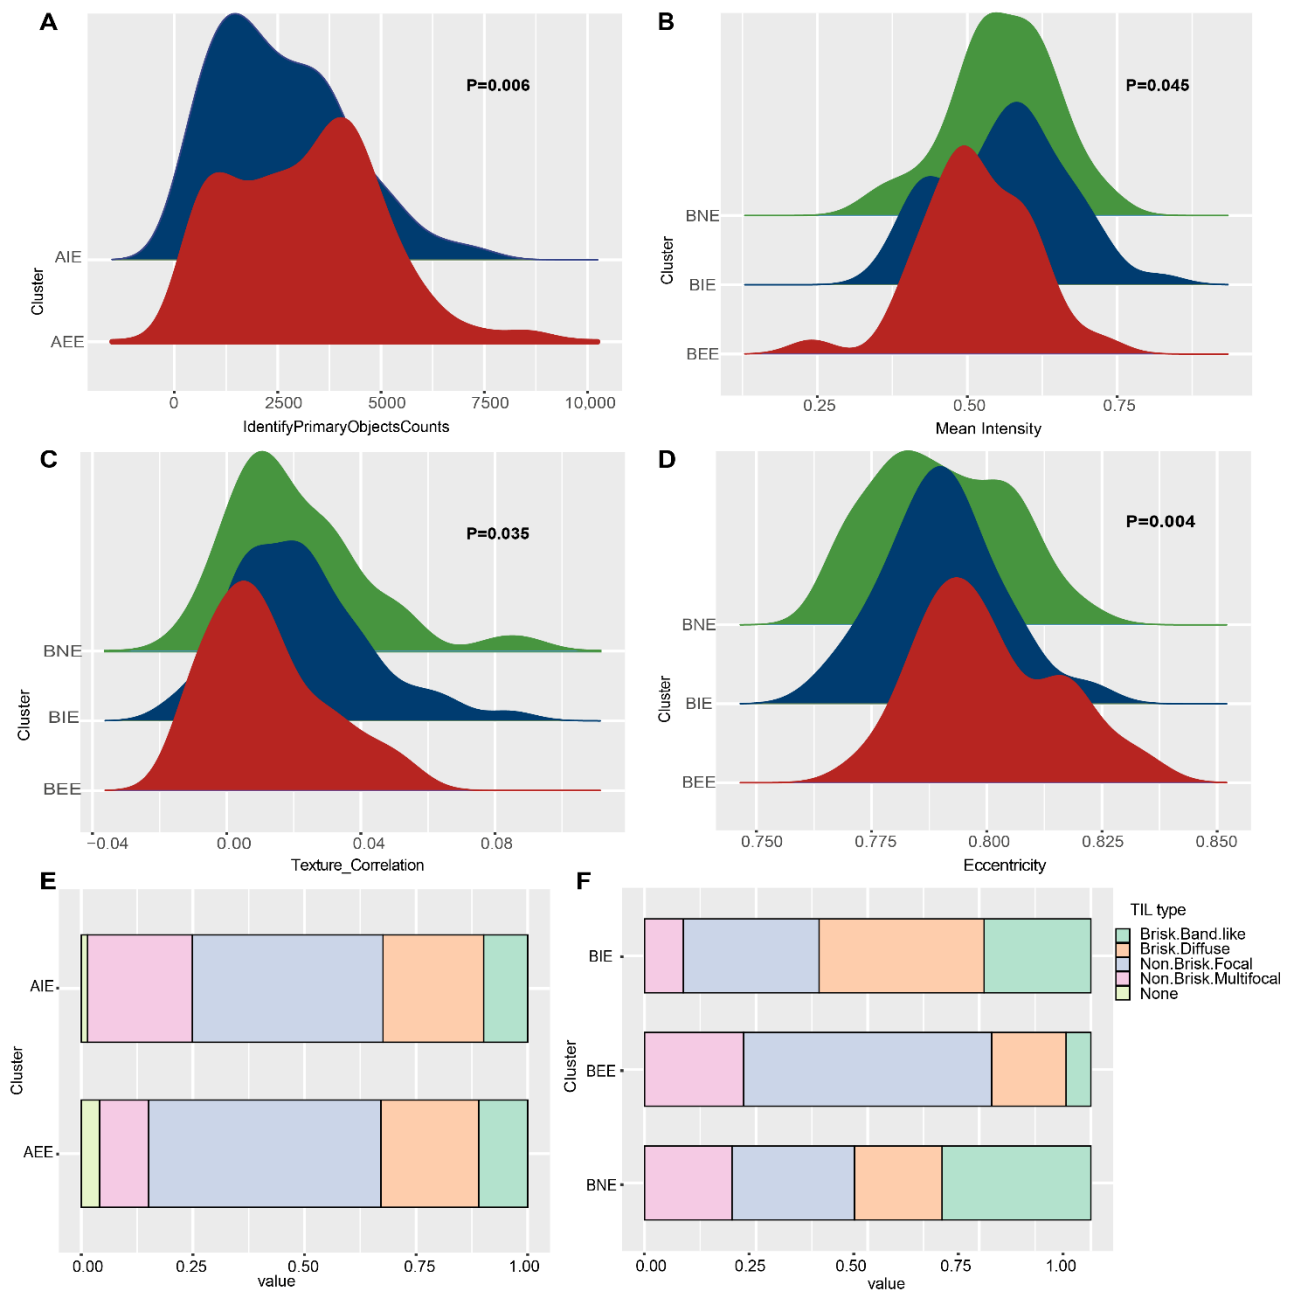 A
P=0.006
AIE
AEE
Cluster
0 2500 5000 7500 10,000
IdentifyPrimaryObjectsCounts
B
P=0.045
BNE
BIE
BEE
Cluster
0.25 0.50 0.75
Mean Intensity
C
P=0.035
BNE
BIE
BEE
Cluster
−0.04 0.00 0.04 0.08
Texture_Correlation
D
P=0.004
BNE
BIE
BEE
Cluster
0.750 0.775 0.800 0.825 0.850
Eccentricity
E
AIE
AEE
Cluster
0.00 0.25 0.50 0.75 1.00
value
F
BIE
BEE
BNE
Cluster
0.00 0.25 0.50 0.75 1.00
value
TIL type
Brisk.Band.like
Brisk.Diffuse
Non.Brisk.Focal
Non.Brisk.Multifocal
None